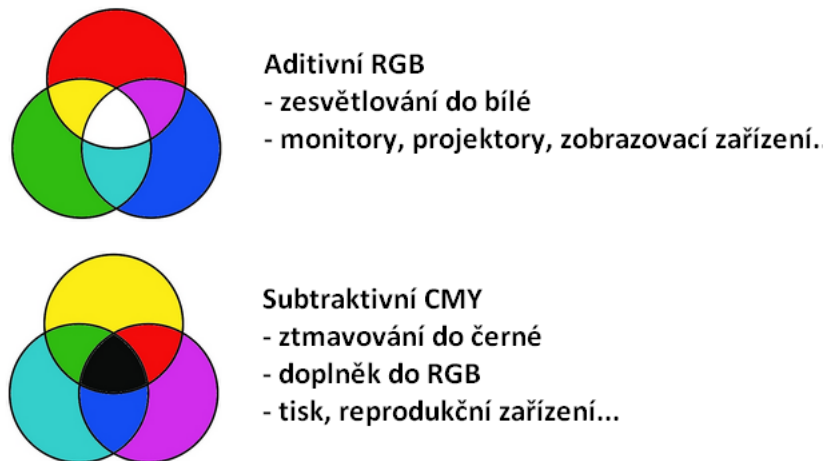 Aditivní RGB
- zesvětlování do bílé
- monitory, projektory, zobrazovací zařízení..
Subtraktivní CMY
- ztmavování do černé
- doplněk do RGB
- tisk, reprodukční zařízení...